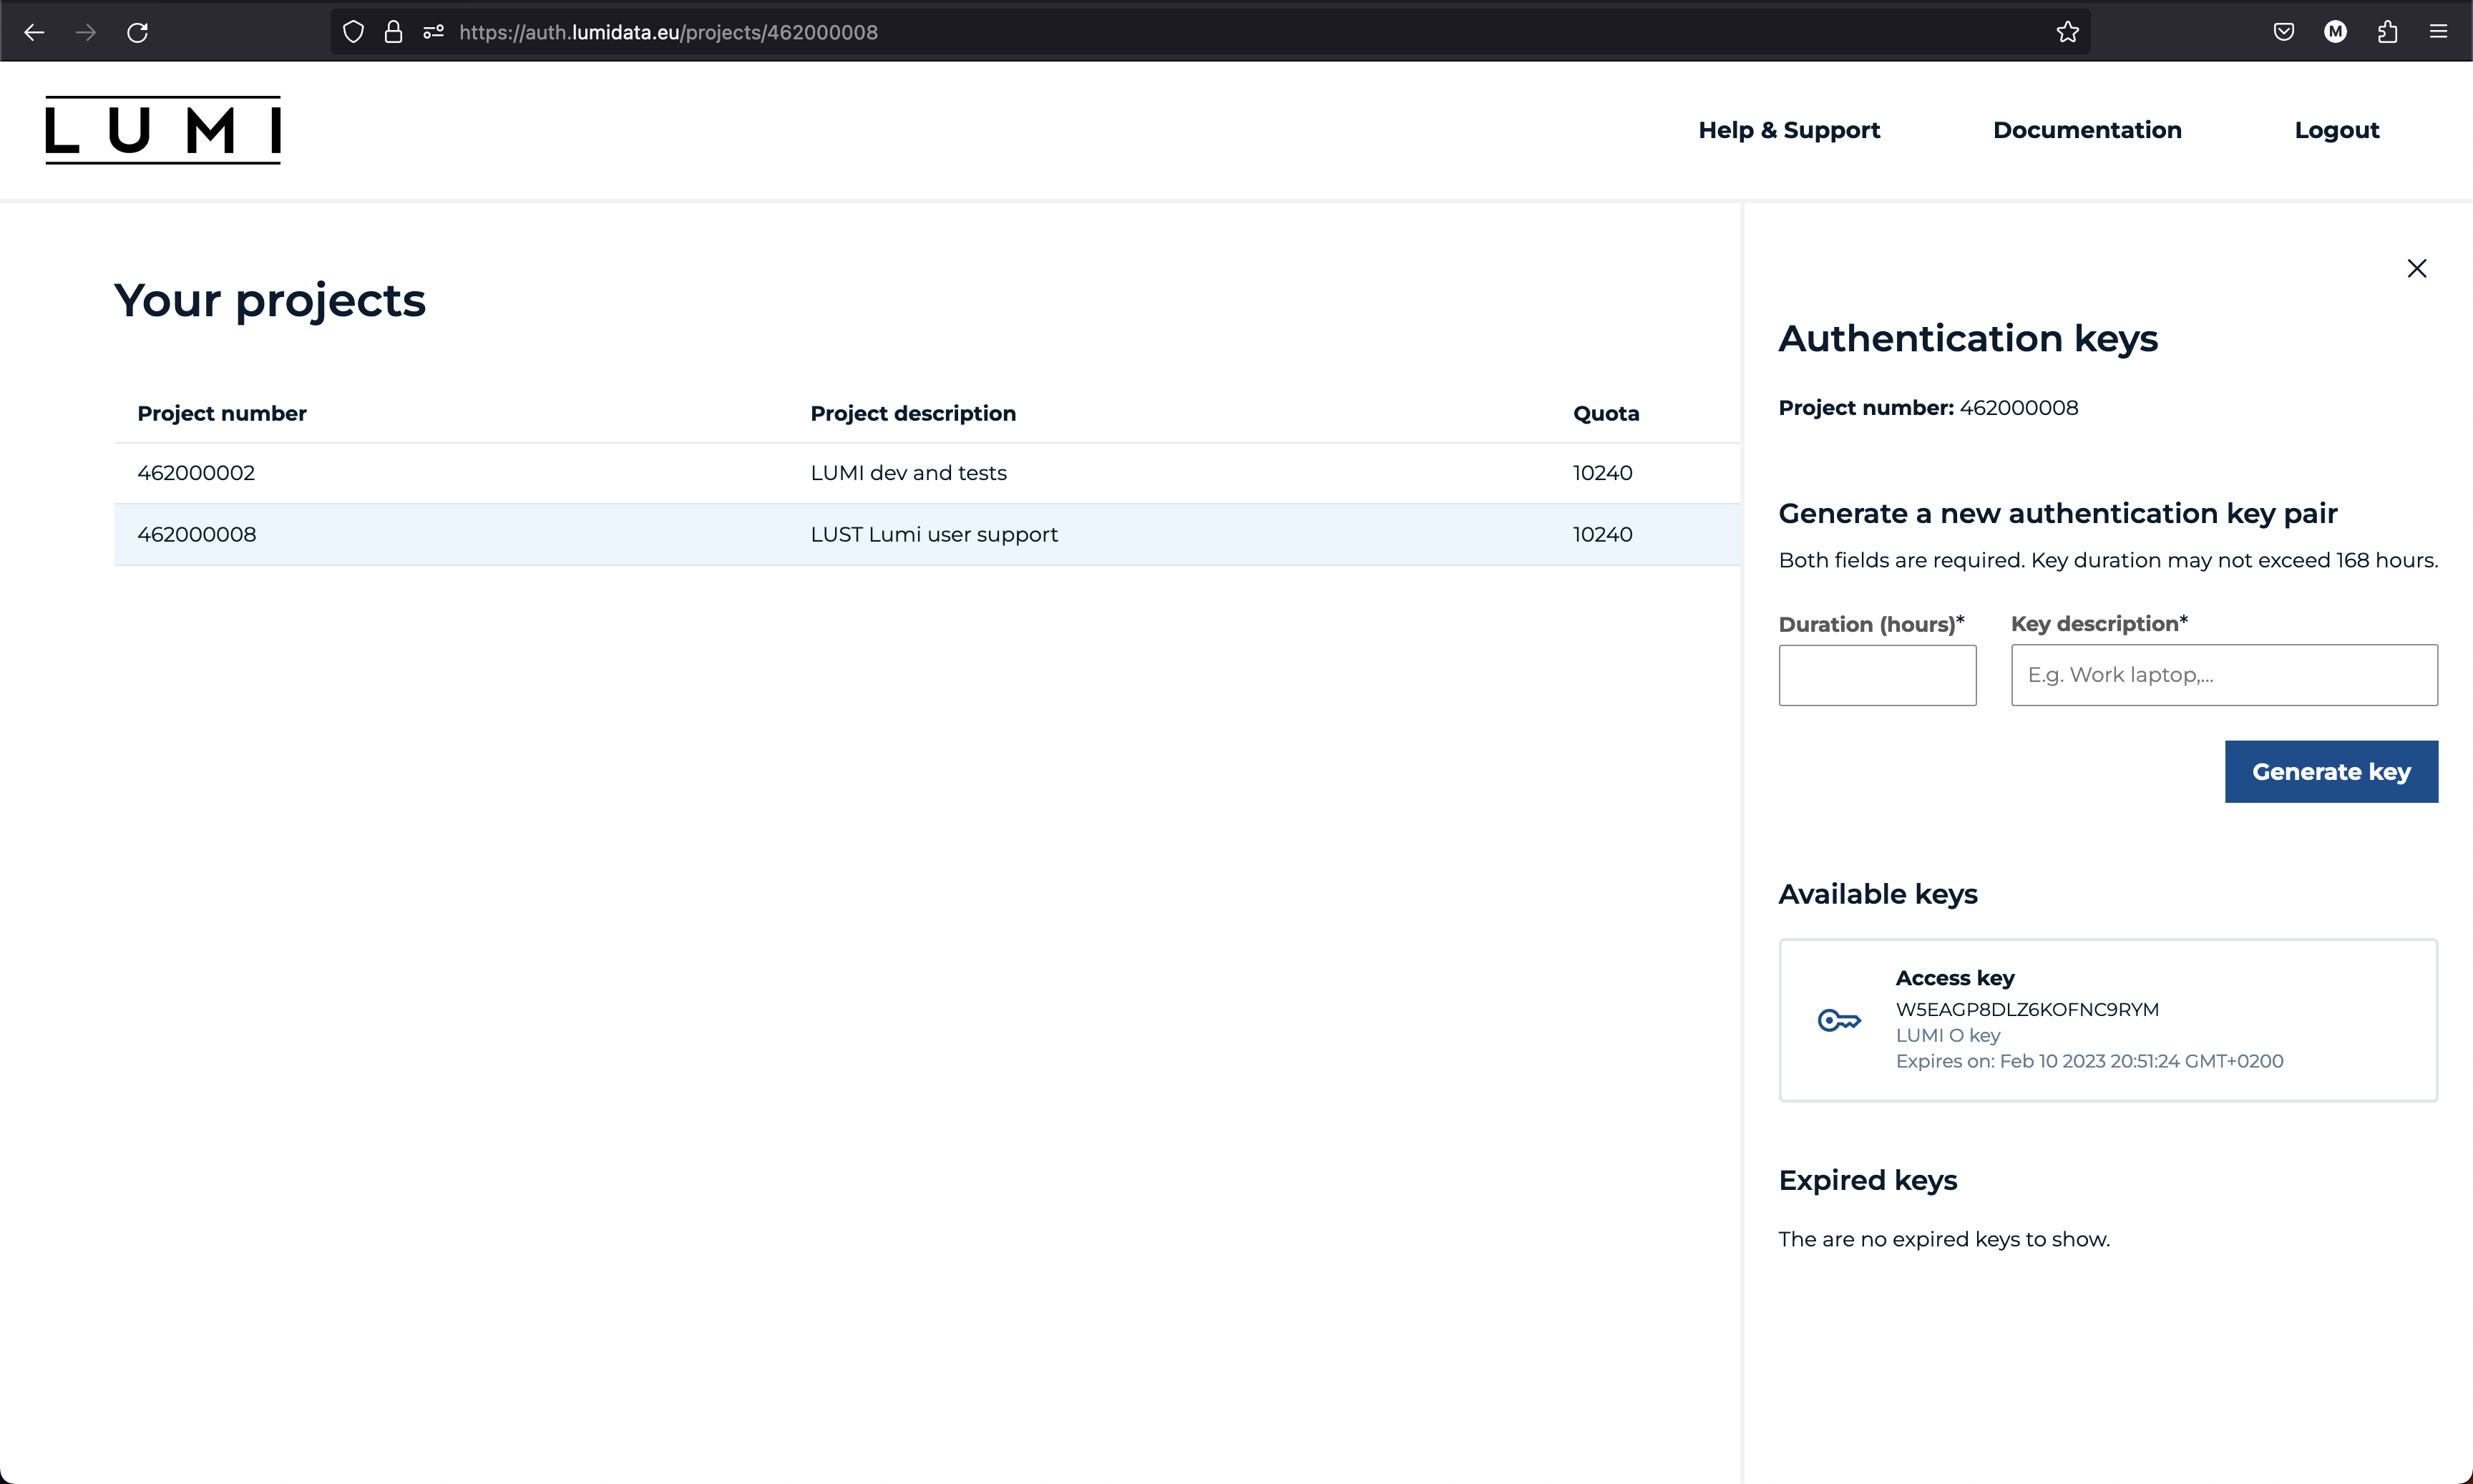 https://auth.lumidata.eu/projects/462000008
M
LUMI
Help & Support
Documentation
Logout
Your projects
Project number
Project description
Quota
462000002
LUMI dev and tests
10240
462000008
LUST Lumi user support
10240
Authentication keys
Project number: 462000008
Generate a new authentication key pair
Both fields are required. Key duration may not exceed 168 hours.
Duration (hours)*
Key description*
E.g. Work laptop,...
Generate key
Available keys
Access key
W5EAGP8DLZ6KOFNC9RYM
LUMI O key
Expires on: Feb 10 2023 20:51:24 GMT+0200
Expired keys
The are no expired keys to show.